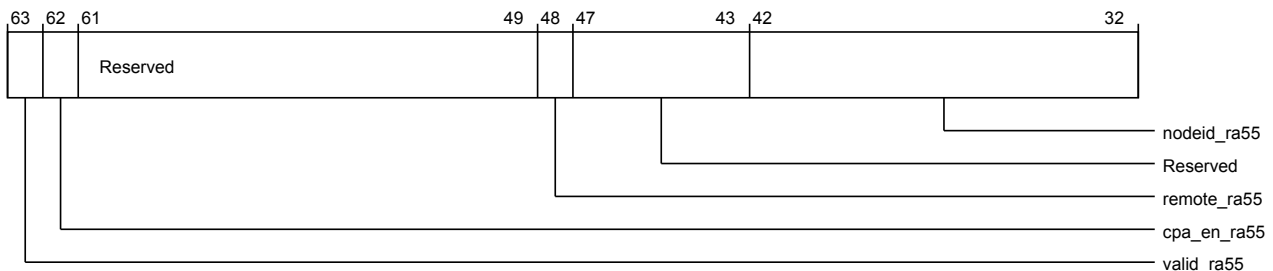 63 62 61 49 48 47 43 42 32
Reserved
nodeid_ra55
Reserved
remote_ra55
cpa_en_ra55
valid_ra55